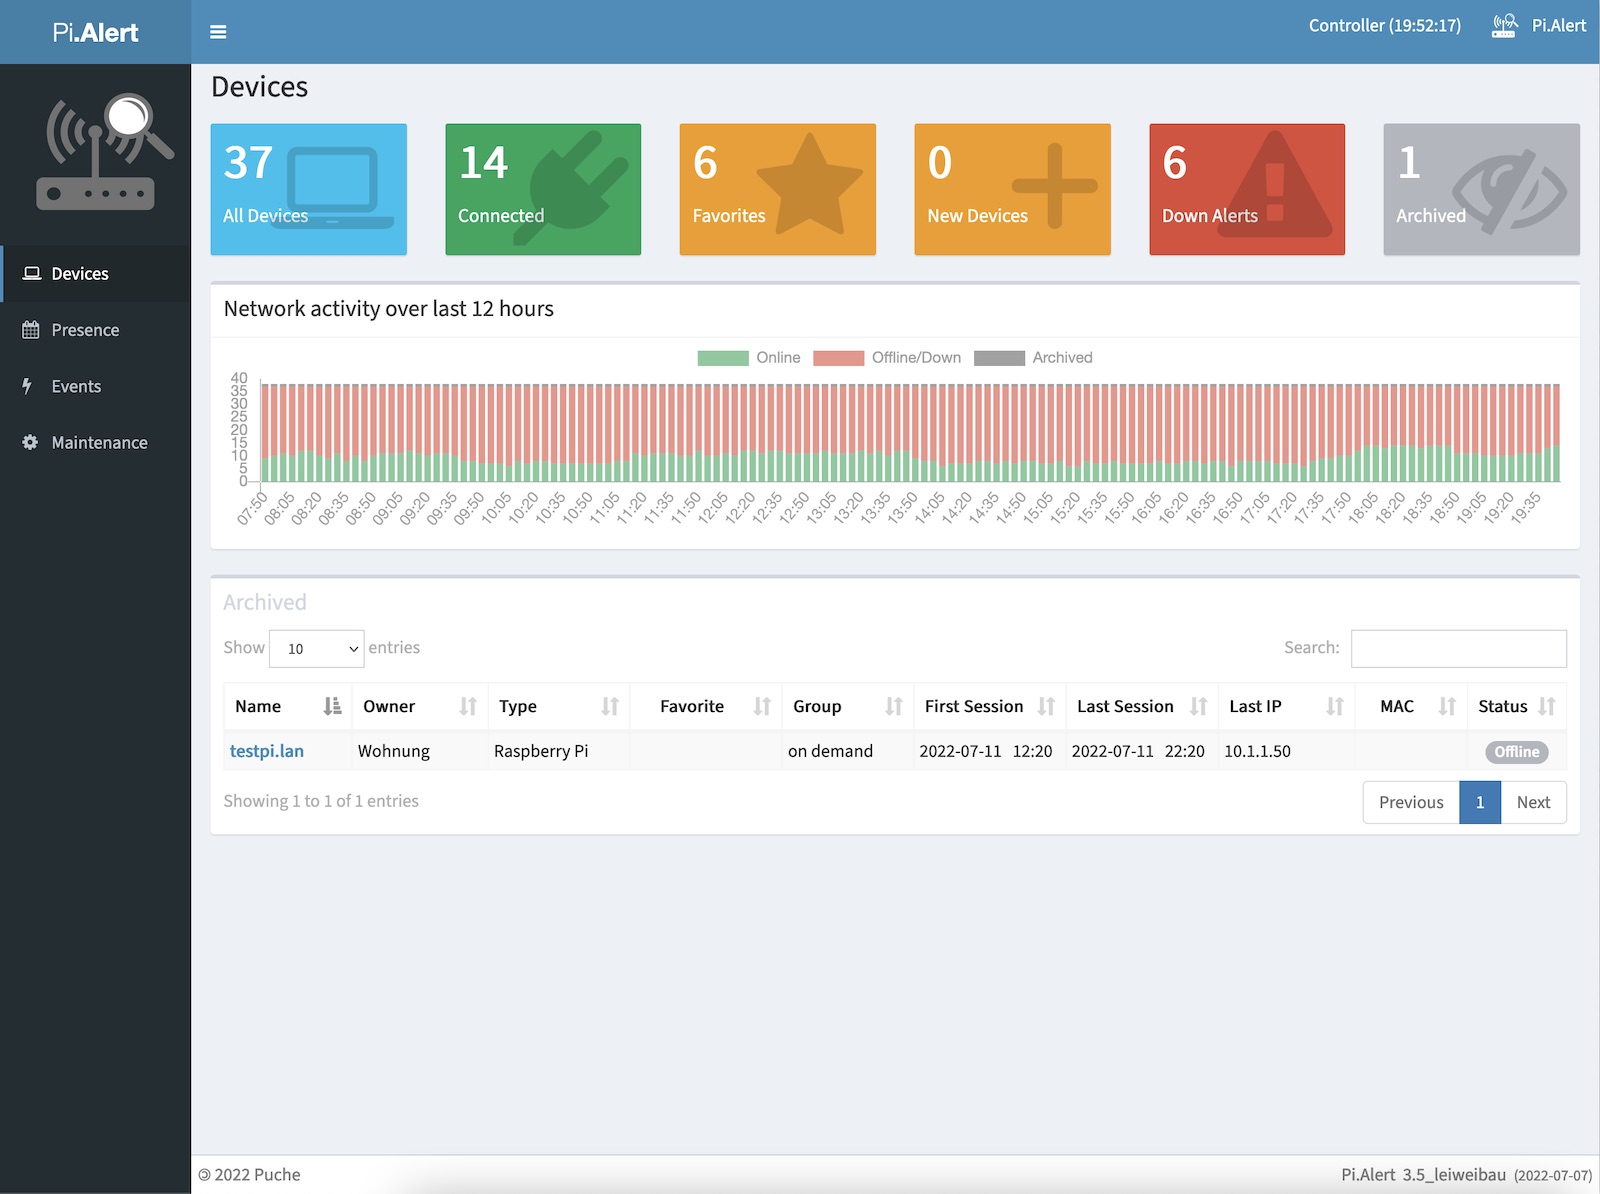 Pi.Alert
Controller (19:52:17) Pi.Alert
Devices
Presence
Events
Maintenance
Devices
37
All Devices
14
Connected
6
Favorites
0
New Devices
6
Down Alerts
1
Archived
Network activity over last 12 hours
Online Offline/Down Archived
40
35
30
25
20
15
10
5
0
07:50 08:05 08:20 08:35 08:50 09:05 09:20 09:35 09:50 10:05 10:20 10:35 10:50 11:05 11:20 11:35 11:50 12:05 12:20 12:35 12:50 13:05 13:20 13:35 13:50 14:05 14:20 14:35 14:50 15:05 15:20 15:35 15:50 16:05 16:20 16:35 16:50 17:05 17:20 17:35 17:50 18:05 18:20 18:35 18:50 19:05 19:20 19:35
Archived
Show 10 entries Search:
Name Owner Type Favorite Group First Session Last Session Last IP MAC Status
testpi.lan Wohnung Raspberry Pi on demand 2022-07-11 12:20 2022-07-11 22:20 10.1.1.50 Offline
Showing 1 to 1 of 1 entries Previous 1 Next
© 2022 Puche Pi.Alert 3.5_leiweibau (2022-07-07)